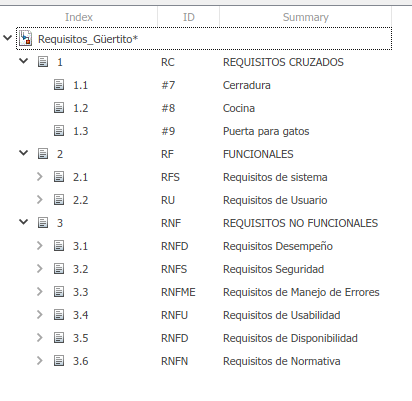 Index ID Summary
Requisitos_Güertito*
1 RC REQUISITOS CRUZADOS
1.1 #7 Cerradura
1.2 #8 Cocina
1.3 #9 Puerta para gatos
2 RF FUNCIONALES
2.1 RFS Requisitos de sistema
2.2 RU Requisitos de Usuario
3 RNF REQUISITOS NO FUNCIONALES
3.1 RNFD Requisitos Desempeño
3.2 RNFS Requisitos Seguridad
3.3 RNFME Requisitos de Manejo de Errores
3.4 RNFU Requisitos de Usabilidad
3.5 RNFD Requisitos de Disponibilidad
3.6 RNFN Requisitos de Normativa